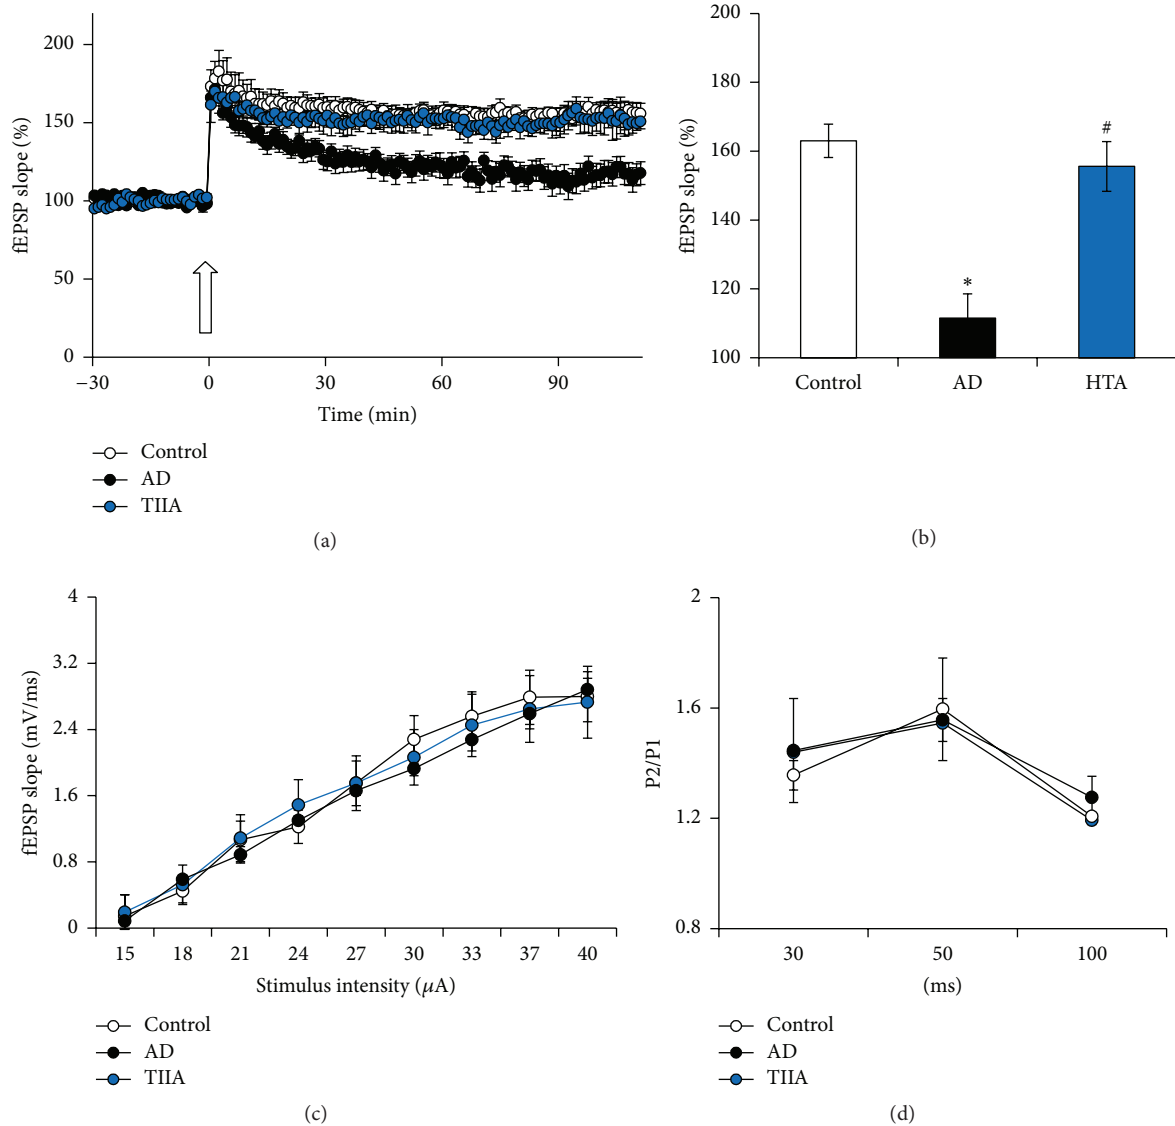 200
150
100
50
0
fEPSP slope (%)
−30 0 30 60 90
Time (min)
Control
AD
TIIA
(a)
200
180
160
140
120
100
fEPSP slope (%)
*
#
Control AD HTA
(b)
4
3.2
2.4
1.6
0.8
0
fEPSP slope (mV/ms)
15 18 21 24 27 30 33 37 40
Stimulus intensity (μA)
Control
AD
TIIA
(c)
2
1.6
1.2
0.8
P2/P1
30 50 100
(ms)
Control
AD
TIIA
(d)